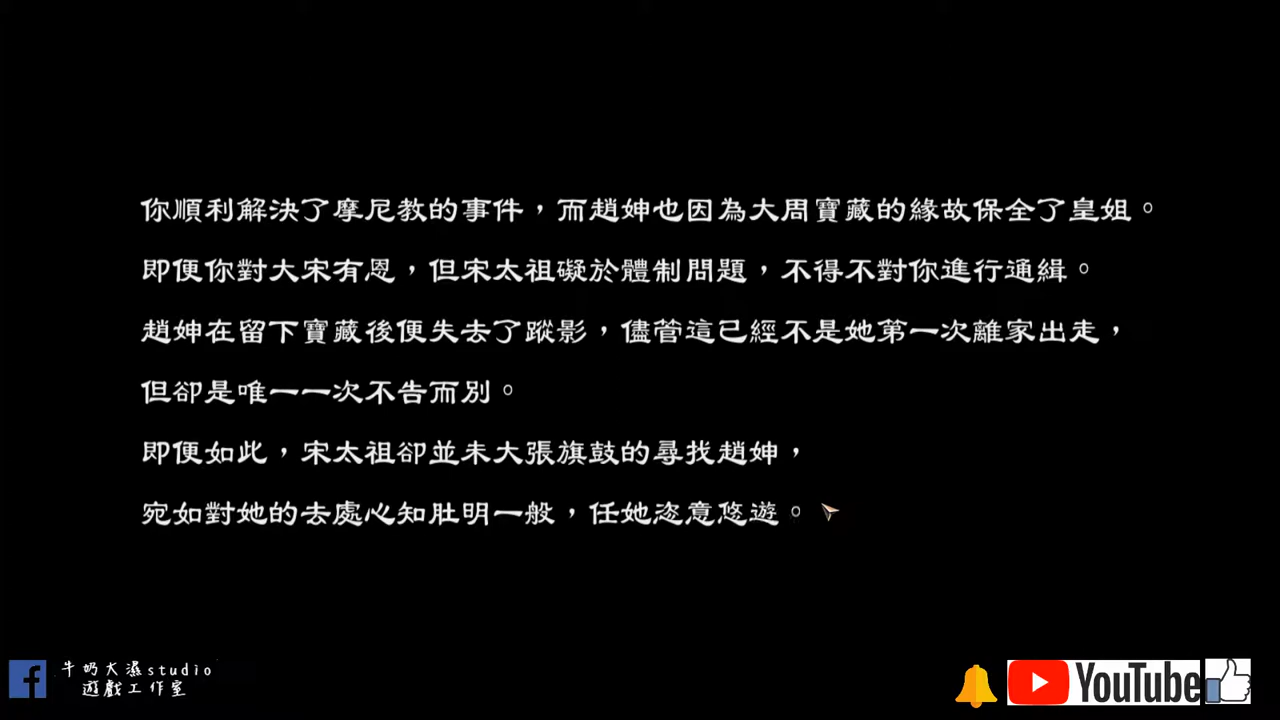 你順利解決了摩尼教的事件，而趙妽也因為大周寶藏的緣故保全了皇姐。
即便你對大宋有恩，但宋太祖礙於體制問題，不得不對你進行通緝。
趙妽在留下寶藏後便失去了蹤影，儘管這已經不是她第一次離家出走，
但卻是唯一一次不告而別。
即便如此，宋太祖卻並未大張旗鼓的尋找趙妽，
宛如對她的去處心知肚明一般，任她恣意悠遊。
牛奶大濕studio
遊戲工作室
YouTube